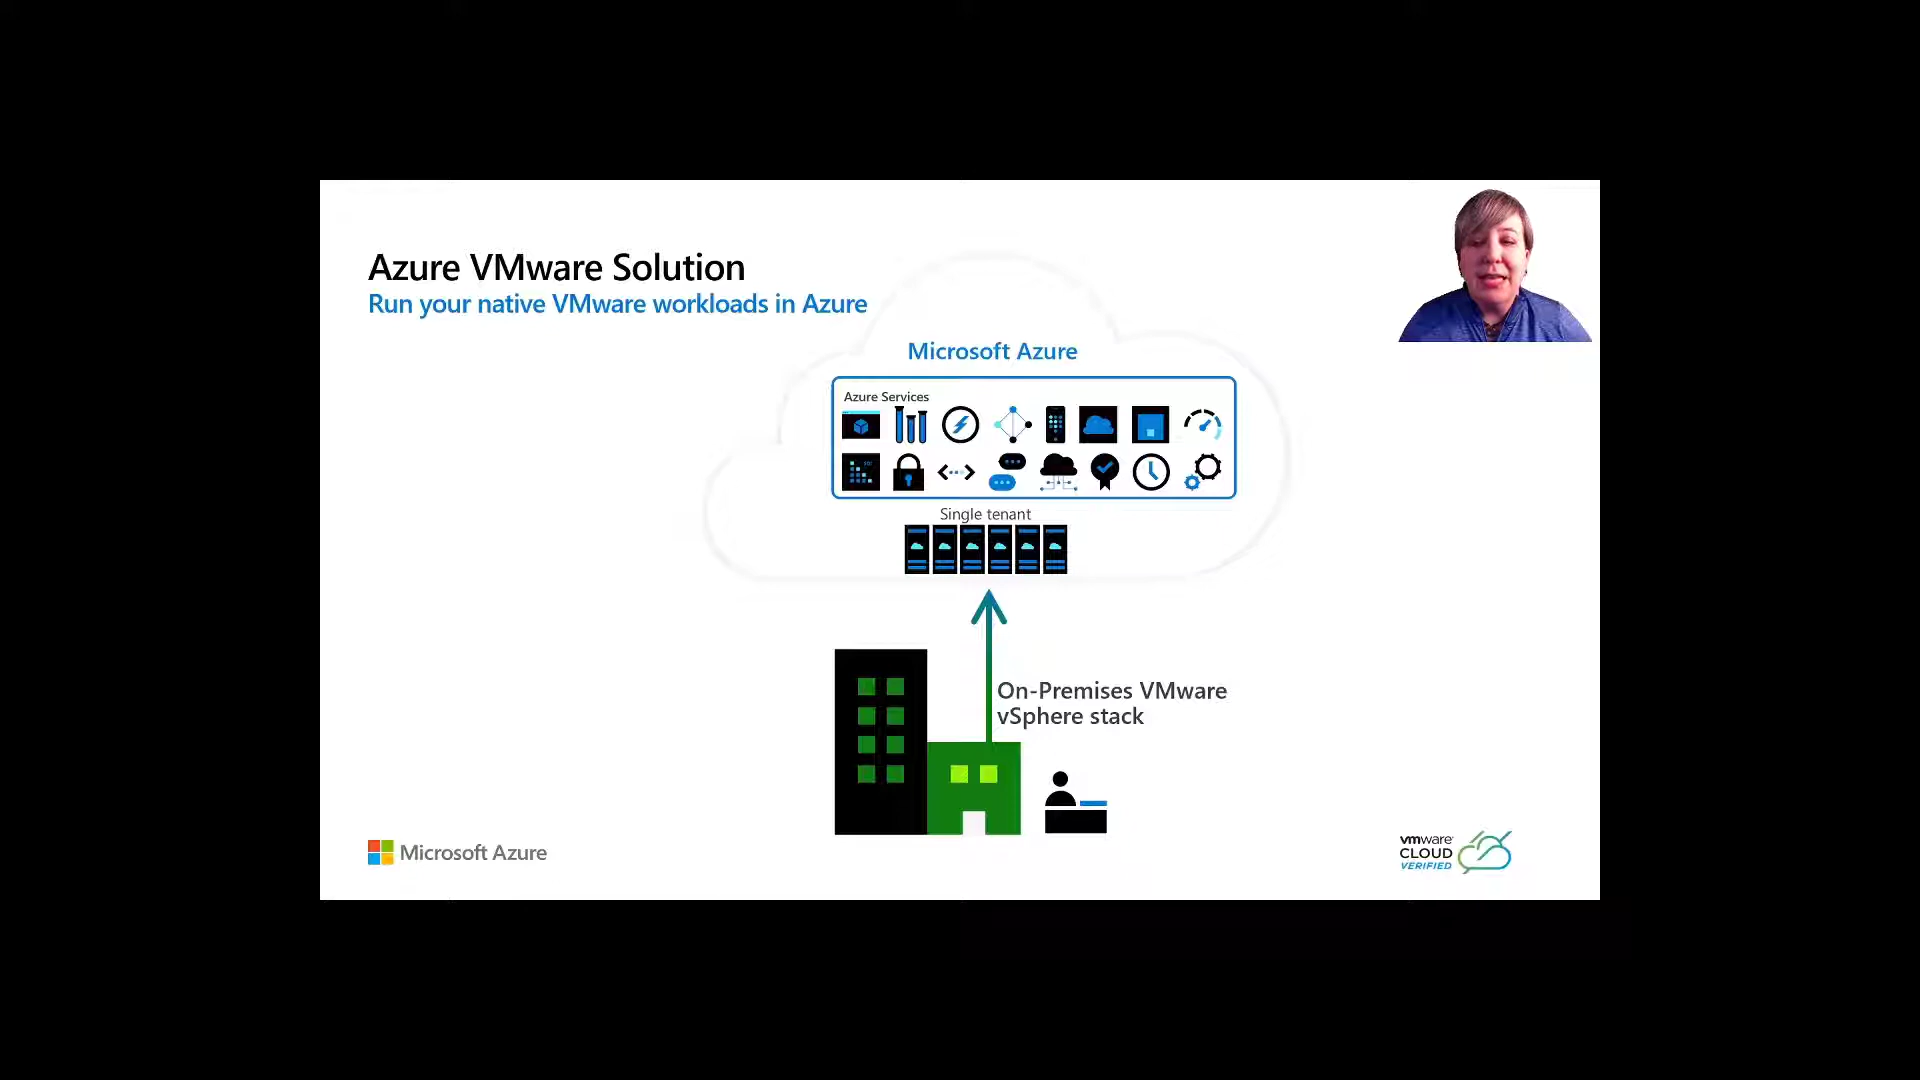 Azure VMware Solution
Run your native VMware workloads in Azure
Microsoft Azure
Azure Services
Single tenant
On-Premises VMware
vSphere stack
Microsoft Azure
vmware
CLOUD
VERIFIED